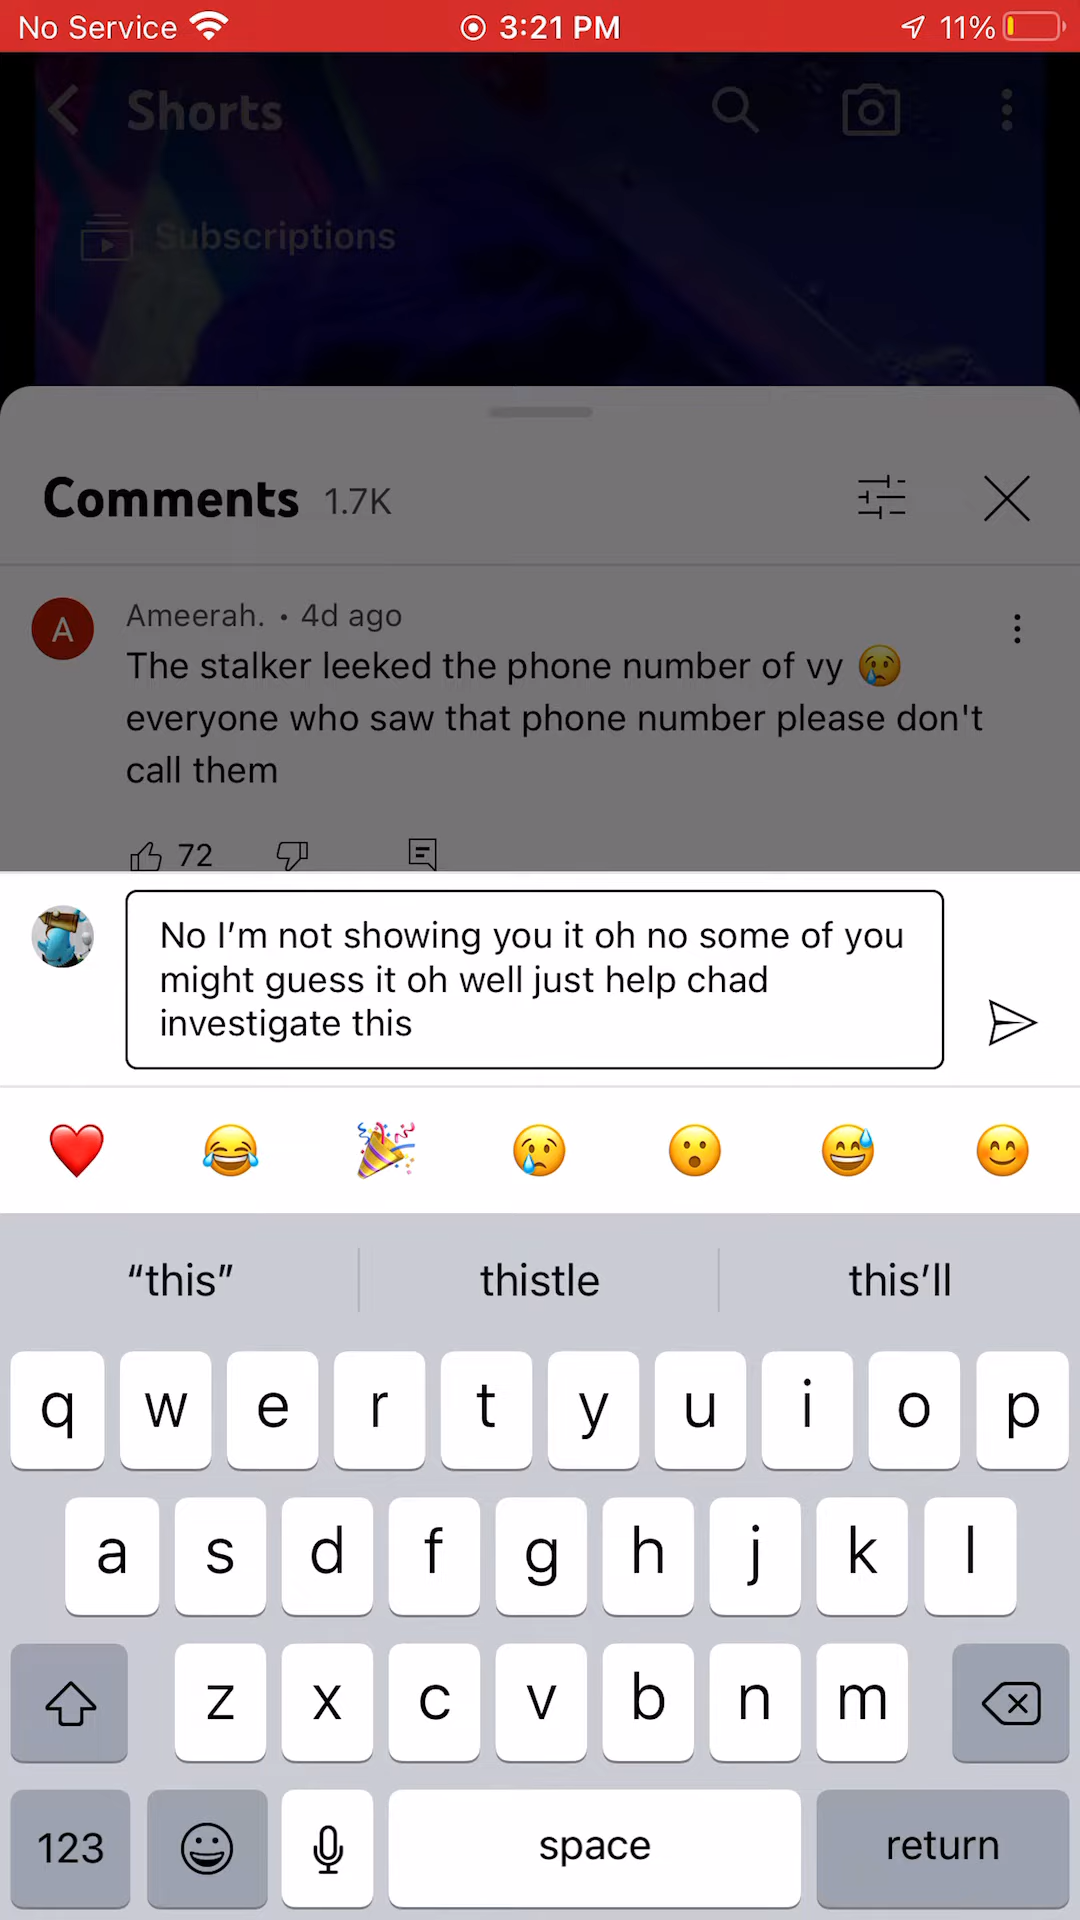 No Service 3:21 PM 11%
Shorts
Subscriptions
Comments 1.7K
A Ameerah. • 4d ago
The stalker leeked the phone number of vy 😢
everyone who saw that phone number please don't
call them
72
No I’m not showing you it oh no some of you
might guess it oh well just help chad
investigate this
“this” thistle this’ll
q w e r t y u i o p
a s d f g h j k l
z x c v b n m
123 space return